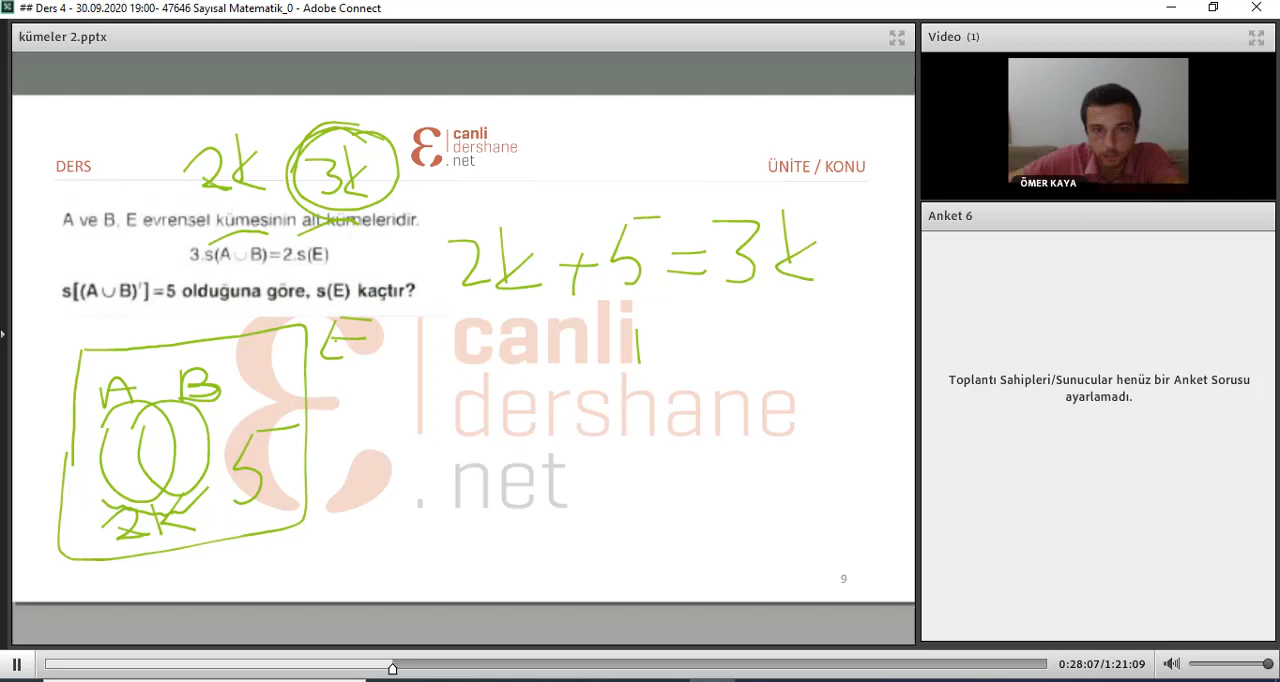 ## Ders 4 - 30.09.2020 19:00- 47646 Sayısal Matematik_0 - Adobe Connect
kümeler 2.pptx
2k 3k
canli
dershane
.net
DERS
ÜNİTE / KONU
A ve B, E evrensel kümesinin alt kümeleridir.
3.s(A∪B)=2.s(E)
s[(A∪B)']=5 olduğuna göre, s(E) kaçtır?
2k+5=3k
E
A B
5
2k
canli
dershane
.net
9
Video (1)
ÖMER KAYA
Anket 6
Toplantı Sahipleri/Sunucular henüz bir Anket Sorusu
ayarlamadı.
0:28:07/1:21:09